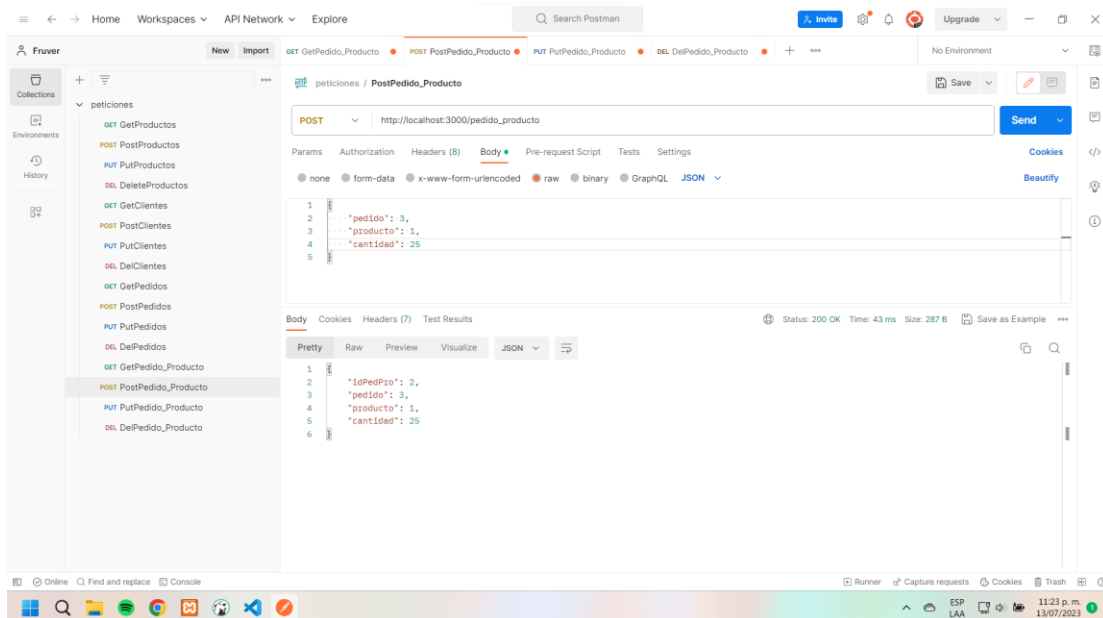 Home Workspaces API Network Explore Search Postman Invite Upgrade
Fruver New Import GET GetPedido_Producto POST PostPedido_Producto PUT PutPedido_Producto DEL DelPedido_Producto + ooo No Environment
Collections
Environments
History
peticiones
GET GetProductos
POST PostProductos
PUT PutProductos
DEL DeleteProductos
GET GetClientes
POST PostClientes
PUT PutClientes
DEL DelClientes
GET GetPedidos
POST PostPedidos
PUT PutPedidos
DEL DelPedidos
GET GetPedido_Producto
POST PostPedido_Producto
PUT PutPedido_Producto
DEL DelPedido_Producto
HTTP peticiones / PostPedido_Producto Save
POST http://localhost:3000/pedido_producto Send
Params Authorization Headers (8) Body Pre-request Script Tests Settings Cookies
none form-data x-www-form-urlencoded raw binary GraphQL JSON Beautify
1 {
2 "pedido": 3,
3 "producto": 1,
4 "cantidad": 25
5 }
Body Cookies Headers (7) Test Results Status: 200 OK Time: 43 ms Size: 287 B Save as Example
Pretty Raw Preview Visualize JSON
1 {
2 "idPedPro": 2,
3 "pedido": 3,
4 "producto": 1,
5 "cantidad": 25
6 }
Online Find and replace Console Runner Capture requests Cookies Trash
ESP
LAA
11:23 p. m.
13/07/2023
1